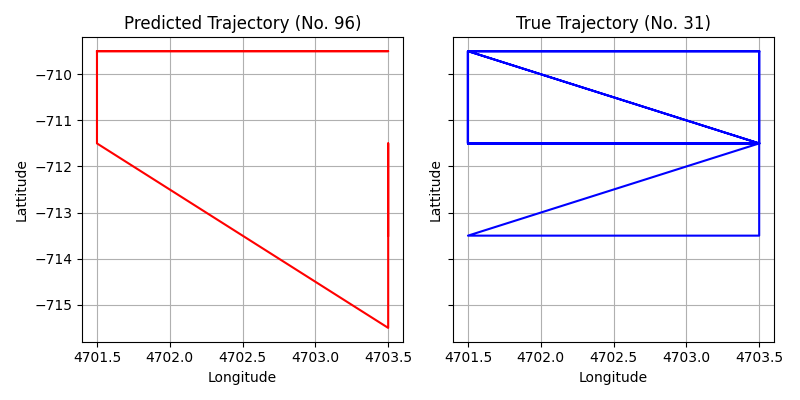 Predicted Trajectory (No. 96)
Lattitude
−710
−711
−712
−713
−714
−715
4701.5 4702.0 4702.5 4703.0 4703.5
Longitude
True Trajectory (No. 31)
Lattitude
4701.5 4702.0 4702.5 4703.0 4703.5
Longitude